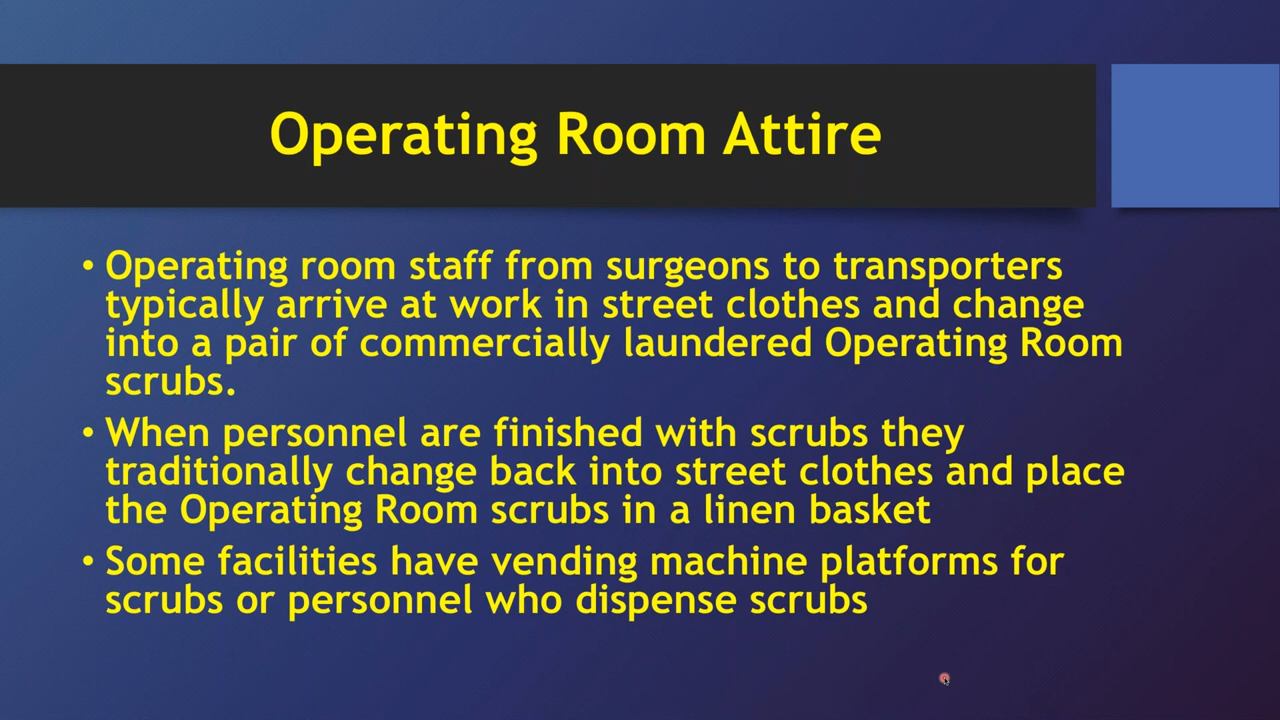 Operating Room Attire
• Operating room staff from surgeons to transporters
typically arrive at work in street clothes and change
into a pair of commercially laundered Operating Room
scrubs.
• When personnel are finished with scrubs they
traditionally change back into street clothes and place
the Operating Room scrubs in a linen basket
• Some facilities have vending machine platforms for
scrubs or personnel who dispense scrubs